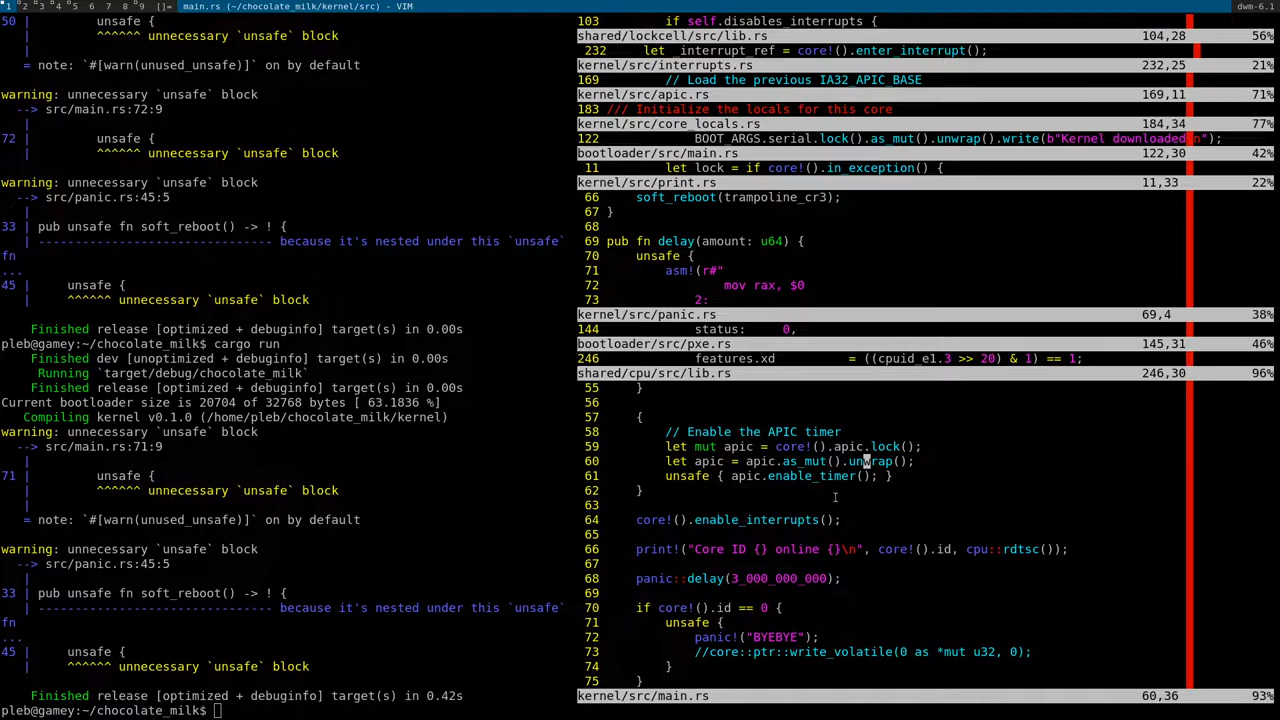 1 2 3 4 5 6 7 8 9 []= main.rs (~/chocolate_milk/kernel/src) - VIM dwm-6.1
50 |         unsafe {
|         ^^^^^^ unnecessary `unsafe` block
|
= note: `#[warn(unused_unsafe)]` on by default
warning: unnecessary `unsafe` block
--> src/main.rs:72:9
|
72 |         unsafe {
|         ^^^^^^ unnecessary `unsafe` block
warning: unnecessary `unsafe` block
--> src/panic.rs:45:5
|
33 | pub unsafe fn soft_reboot() -> ! {
| -------------------------------- because it's nested under this `unsafe`
fn
...
45 |     unsafe {
|     ^^^^^^ unnecessary `unsafe` block
Finished release [optimized + debuginfo] target(s) in 0.00s
pleb@gamey:~/chocolate_milk$ cargo run
Finished dev [unoptimized + debuginfo] target(s) in 0.00s
Running `target/debug/chocolate_milk`
Finished release [optimized + debuginfo] target(s) in 0.00s
Current bootloader size is 20704 of 32768 bytes [ 63.1836 %]
Compiling kernel v0.1.0 (/home/pleb/chocolate_milk/kernel)
warning: unnecessary `unsafe` block
--> src/main.rs:71:9
|
71 |         unsafe {
|         ^^^^^^ unnecessary `unsafe` block
|
= note: `#[warn(unused_unsafe)]` on by default
warning: unnecessary `unsafe` block
--> src/panic.rs:45:5
|
33 | pub unsafe fn soft_reboot() -> ! {
| -------------------------------- because it's nested under this `unsafe`
fn
...
45 |     unsafe {
|     ^^^^^^ unnecessary `unsafe` block
Finished release [optimized + debuginfo] target(s) in 0.42s
pleb@gamey:~/chocolate_milk$
103         if self.disables_interrupts {
shared/lockcell/src/lib.rs 104,28 56%
232     let _interrupt_ref = core!().enter_interrupt();
kernel/src/interrupts.rs 232,25 21%
169         // Load the previous IA32_APIC_BASE
kernel/src/apic.rs 169,11 71%
183 /// Initialize the locals for this core
kernel/src/core_locals.rs 184,34 77%
122             BOOT_ARGS.serial.lock().as_mut().unwrap().write(b"Kernel downloaded\n");
bootloader/src/main.rs 122,30 42%
11         let lock = if core!().in_exception() {
kernel/src/print.rs 11,33 22%
66     soft_reboot(trampoline_cr3);
67 }
68
69 pub fn delay(amount: u64) {
70     unsafe {
71         asm!(r#"
72             mov rax, $0
73             2:
kernel/src/panic.rs 69,4 38%
144             status:     0,
bootloader/src/pxe.rs 145,31 46%
246             features.xd          = ((cpuid_e1.3 >> 20) & 1) == 1;
shared/cpu/src/lib.rs 246,30 96%
55     }
56
57     {
58         // Enable the APIC timer
59         let mut apic = core!().apic.lock();
60         let apic = apic.as_mut().unwrap();
61         unsafe { apic.enable_timer(); }
62     }
63
64     core!().enable_interrupts();
65
66     print!("Core ID {} online {}\n", core!().id, cpu::rdtsc());
67
68     panic::delay(3_000_000_000);
69
70     if core!().id == 0 {
71         unsafe {
72             panic!("BYEBYE");
73             //core::ptr::write_volatile(0 as *mut u32, 0);
74         }
75     }
kernel/src/main.rs 60,36 93%